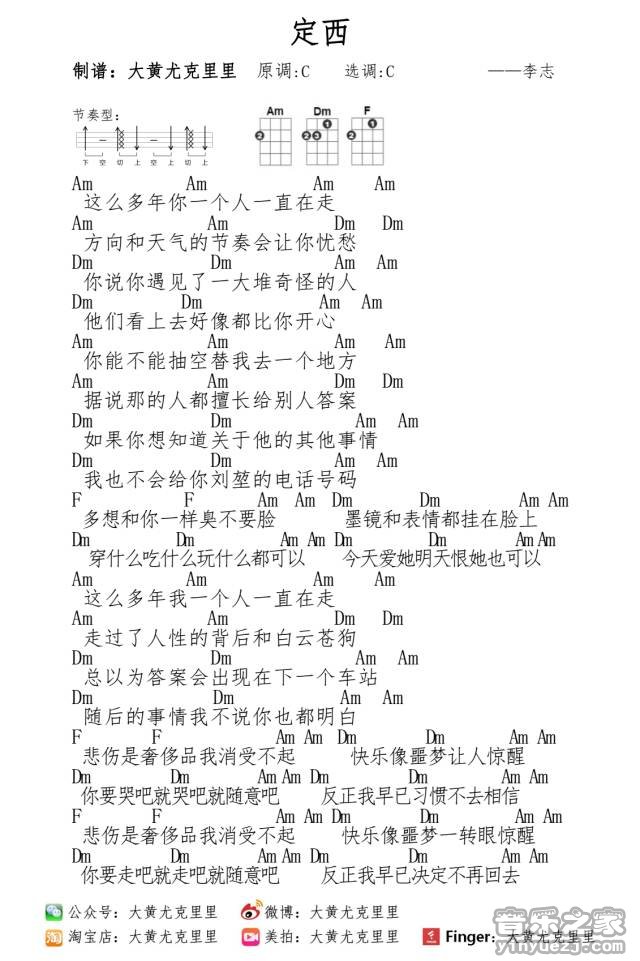 定西
制谱：大黄尤克里里 原调:C 选调:C ——李志
节奏型： Am Dm F
2 2 3 1 2 1
下 空 切 上 空 上 切 上
Am Am Am Am
这么多年你一个人一直在走
Am Am Dm Dm
方向和天气的节奏会让你忧愁
Dm Dm Am Am
你说你遇见了一大堆奇怪的人
Dm Dm Am Am
他们看上去好像都比你开心
Am Am Am Am
你能不能抽空替我去一个地方
Am Am Dm Dm
据说那的人都擅长给别人答案
Dm Dm Am Am
如果你想知道关于他的其他事情
Dm Dm Am Am
我也不会给你刘堃的电话号码
F F Am Am Dm Dm Am Am
多想和你一样臭不要脸 墨镜和表情都挂在脸上
Dm Dm Am Am Dm Dm Am Am
穿什么吃什么玩什么都可以 今天爱她明天恨她也可以
Am Am Am Am
这么多年我一个人一直在走
Am Am Dm Dm
走过了人性的背后和白云苍狗
Dm Dm Am Am
总以为答案会出现在下一个车站
Dm Dm Am Am
随后的事情我不说你也都明白
F F Am Am Dm Dm Am Am
悲伤是奢侈品我消受不起 快乐像噩梦让人惊醒
Dm Dm Am Am Dm Dm Am Am
你要哭吧就哭吧就随意吧 反正我早已习惯不去相信
F F Am Am Dm Dm Am Am
悲伤是奢侈品我消受不起 快乐像噩梦一转眼惊醒
Dm Dm Am Am Dm Dm Am Am
你要走吧就走吧就随意吧 反正我早已决定不再回去
公众号：大黄尤克里里 微博：大黄尤克里里
淘 淘宝店：大黄尤克里里 美拍：大黄尤克里里 Finger：大黄尤克里里
音乐之家
yinyuezj.com